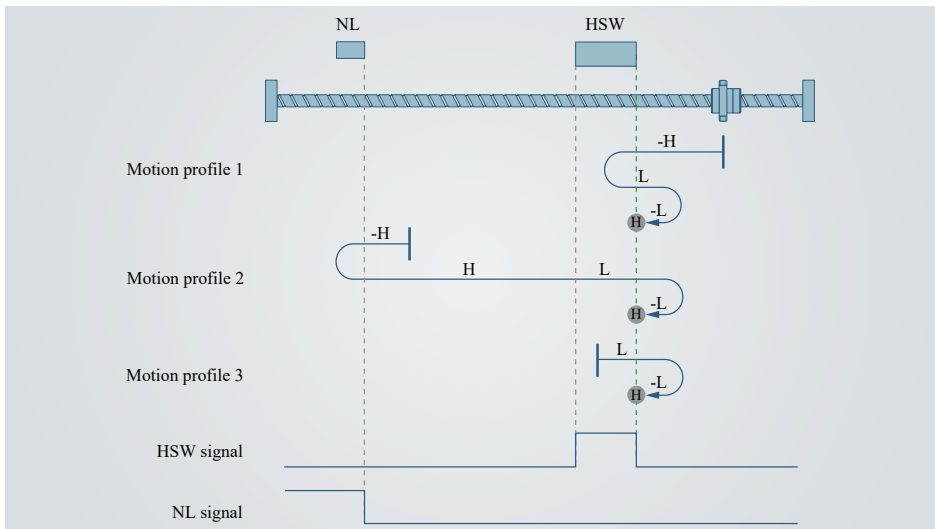 NL
HSW
Motion profile 1
-H
L
-L
H
Motion profile 2
-H
H
L
-L
H
Motion profile 3
L
-L
H
HSW signal
NL signal